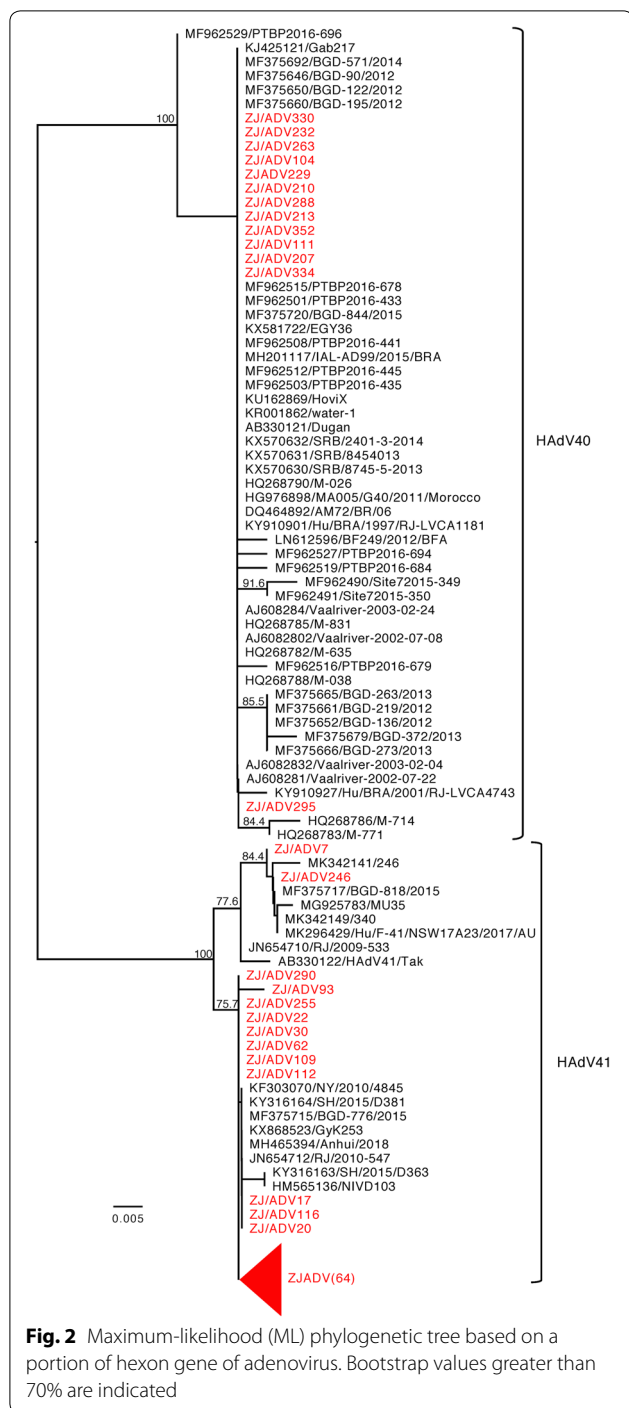 MF962529/PTBP2016-696
KJ425121/Gab217
MF375692/BGD-571/2014
MF375646/BGD-90/2012
MF375650/BGD-122/2012
MF375660/BGD-195/2012
100
ZJ/ADV330
ZJ/ADV232
ZJ/ADV263
ZJ/ADV104
ZJADV229
ZJ/ADV210
ZJ/ADV288
ZJ/ADV213
ZJ/ADV352
ZJ/ADV111
ZJ/ADV207
ZJ/ADV334
MF962515/PTBP2016-678
MF962501/PTBP2016-433
MF375720/BGD-844/2015
KX581722/EGY36
MF962508/PTBP2016-441
MH201117/IAL-AD99/2015/BRA
MF962512/PTBP2016-445
MF962503/PTBP2016-435
KU162869/HoviX
KR001862/water-1
AB330121/Dugan
KX570632/SRB/2401-3-2014
HAdV40
KX570631/SRB/8454013
KX570630/SRB/8745-5-2013
HQ268790/M-026
HG976898/MA005/G40/2011/Morocco
DQ464892/AM72/BR/06
KY910901/Hu/BRA/1997/RJ-LVCA1181
LN612596/BF249/2012/BFA
MF962527/PTBP2016-694
MF962519/PTBP2016-684
91.6
MF962490/Site72015-349
MF962491/Site72015-350
AJ608284/Vaalriver-2003-02-24
HQ268785/M-831
AJ6082802/Vaalriver-2002-07-08
HQ268782/M-635
MF962516/PTBP2016-679
HQ268788/M-038
MF375665/BGD-263/2013
85.5
MF375661/BGD-219/2012
MF375652/BGD-136/2012
MF375679/BGD-372/2013
MF375666/BGD-273/2013
AJ6082832/Vaalriver-2003-02-04
AJ608281/Vaalriver-2002-07-22
KY910927/Hu/BRA/2001/RJ-LVCA4743
ZJ/ADV295
84.4
HQ268786/M-714
HQ268783/M-771
ZJ/ADV7
84.4
MK342141/246
ZJ/ADV246
MF375717/BGD-818/2015
77.6
MG925783/MU35
MK342149/340
MK296429/Hu/F-41/NSW17A23/2017/AU
JN654710/RJ/2009-533
100
AB330122/HAdV41/Tak
ZJ/ADV290
ZJ/ADV93
75.7
ZJ/ADV255
ZJ/ADV22
ZJ/ADV30
ZJ/ADV62
ZJ/ADV109
HAdV41
ZJ/ADV112
KF303070/NY/2010/4845
KY316164/SH/2015/D381
MF375715/BGD-776/2015
KX868523/GyK253
MH465394/Anhui/2018
JN654712/RJ/2010-547
KY316163/SH/2015/D363
HM565136/NIVD103
ZJ/ADV17
ZJ/ADV116
0.005
ZJ/ADV20
ZJADV(64)
Fig. 2 Maximum-likelihood (ML) phylogenetic tree based on a
portion of hexon gene of adenovirus. Bootstrap values greater than
70% are indicated